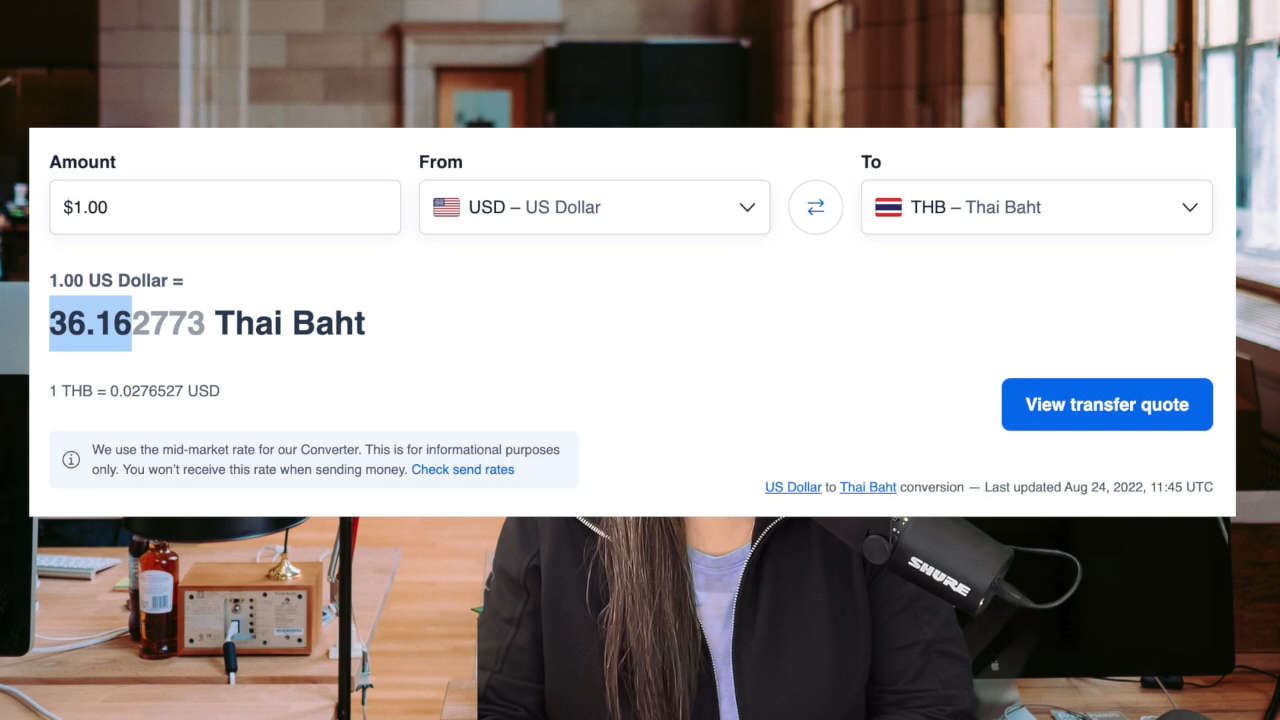 Amount
From
To
$1.00
USD – US Dollar
THB – Thai Baht
1.00 US Dollar =
36.162773 Thai Baht
1 THB = 0.0276527 USD
View transfer quote
We use the mid-market rate for our Converter. This is for informational purposes
only. You won't receive this rate when sending money. Check send rates
US Dollar to Thai Baht conversion — Last updated Aug 24, 2022, 11:45 UTC
SHURE